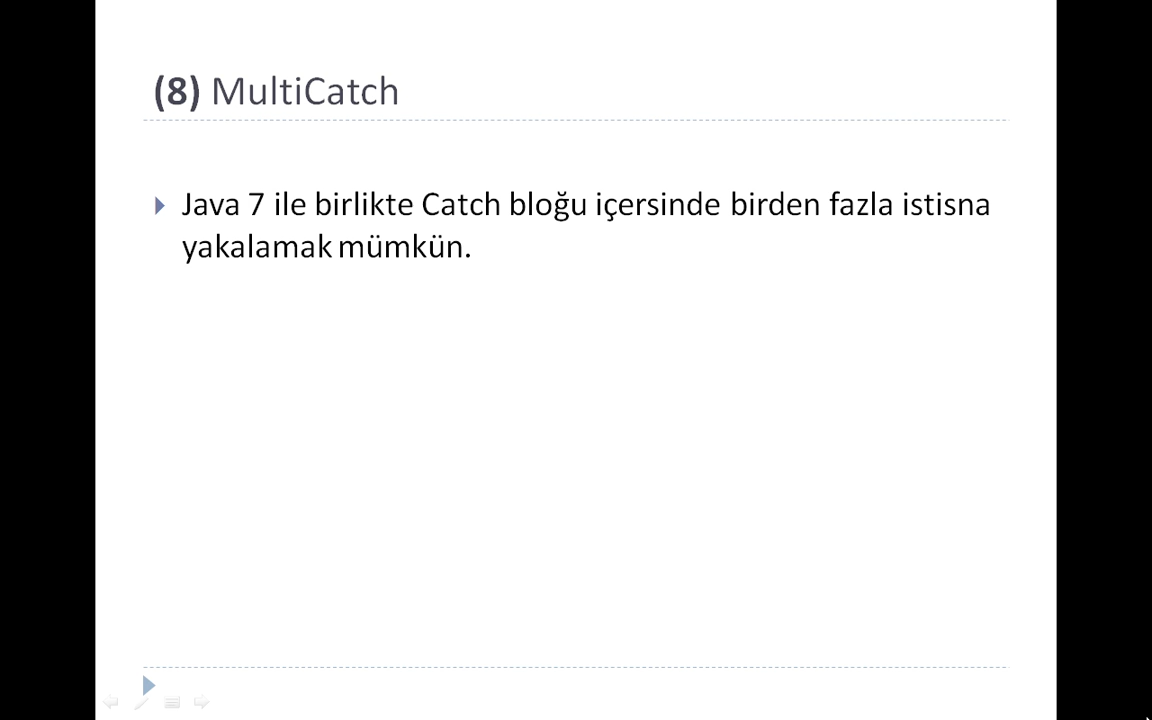 (8) MultiCatch
Java 7 ile birlikte Catch bloğu içersinde birden fazla istisna
yakalamak mümkün.